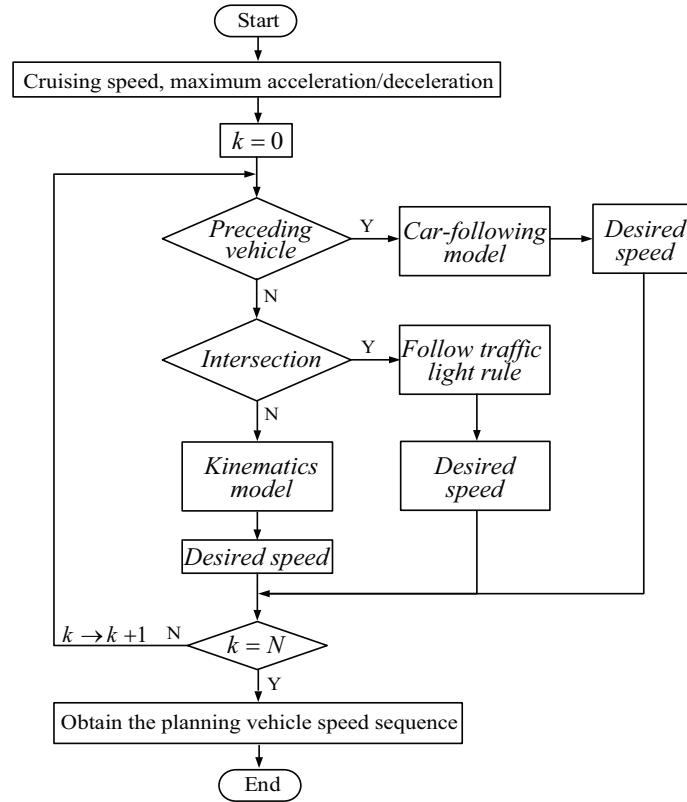 Start
Cruising speed, maximum acceleration/deceleration
k = 0
Preceding
vehicle
Y
Car-following
model
Desired
speed
N
Intersection
Y
Follow traffic
light rule
N
Kinematics
model
Desired
speed
Desired speed
k → k +1
N
k = N
Y
Obtain the planning vehicle speed sequence
End